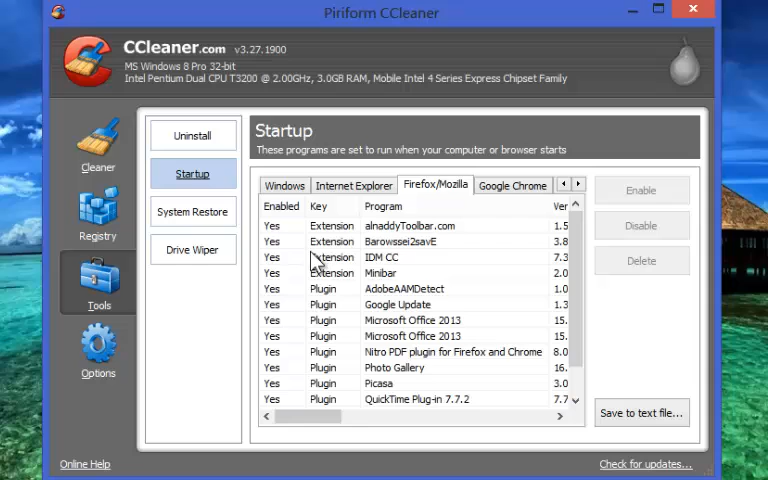 Piriform CCleaner
CCleaner.com v3.27.1900
MS Windows 8 Pro 32-bit
Intel Pentium Dual CPU T3200 @ 2.00GHz, 3.0GB RAM, Mobile Intel 4 Series Express Chipset Family
Cleaner
Registry
Tools
Options
Uninstall
Startup
System Restore
Drive Wiper
Startup
These programs are set to run when your computer or browser starts
Windows Internet Explorer Firefox/Mozilla Google Chrome
Enabled Key Program Ver
Yes Extension alnaddyToolbar.com 1.5
Yes Extension Barowssei2savE 3.8
Yes Extension IDM CC 7.3
Yes Extension Minibar 2.0
Yes Plugin AdobeAAMDetect 1.0
Yes Plugin Google Update 1.3
Yes Plugin Microsoft Office 2013 15.
Yes Plugin Microsoft Office 2013 15.
Yes Plugin Nitro PDF plugin for Firefox and Chrome 8.0
Yes Plugin Photo Gallery 16.
Yes Plugin Picasa 3.0
Yes Plugin QuickTime Plug-in 7.7.2 7.7
Enable
Disable
Delete
Save to text file...
Online Help
Check for updates...